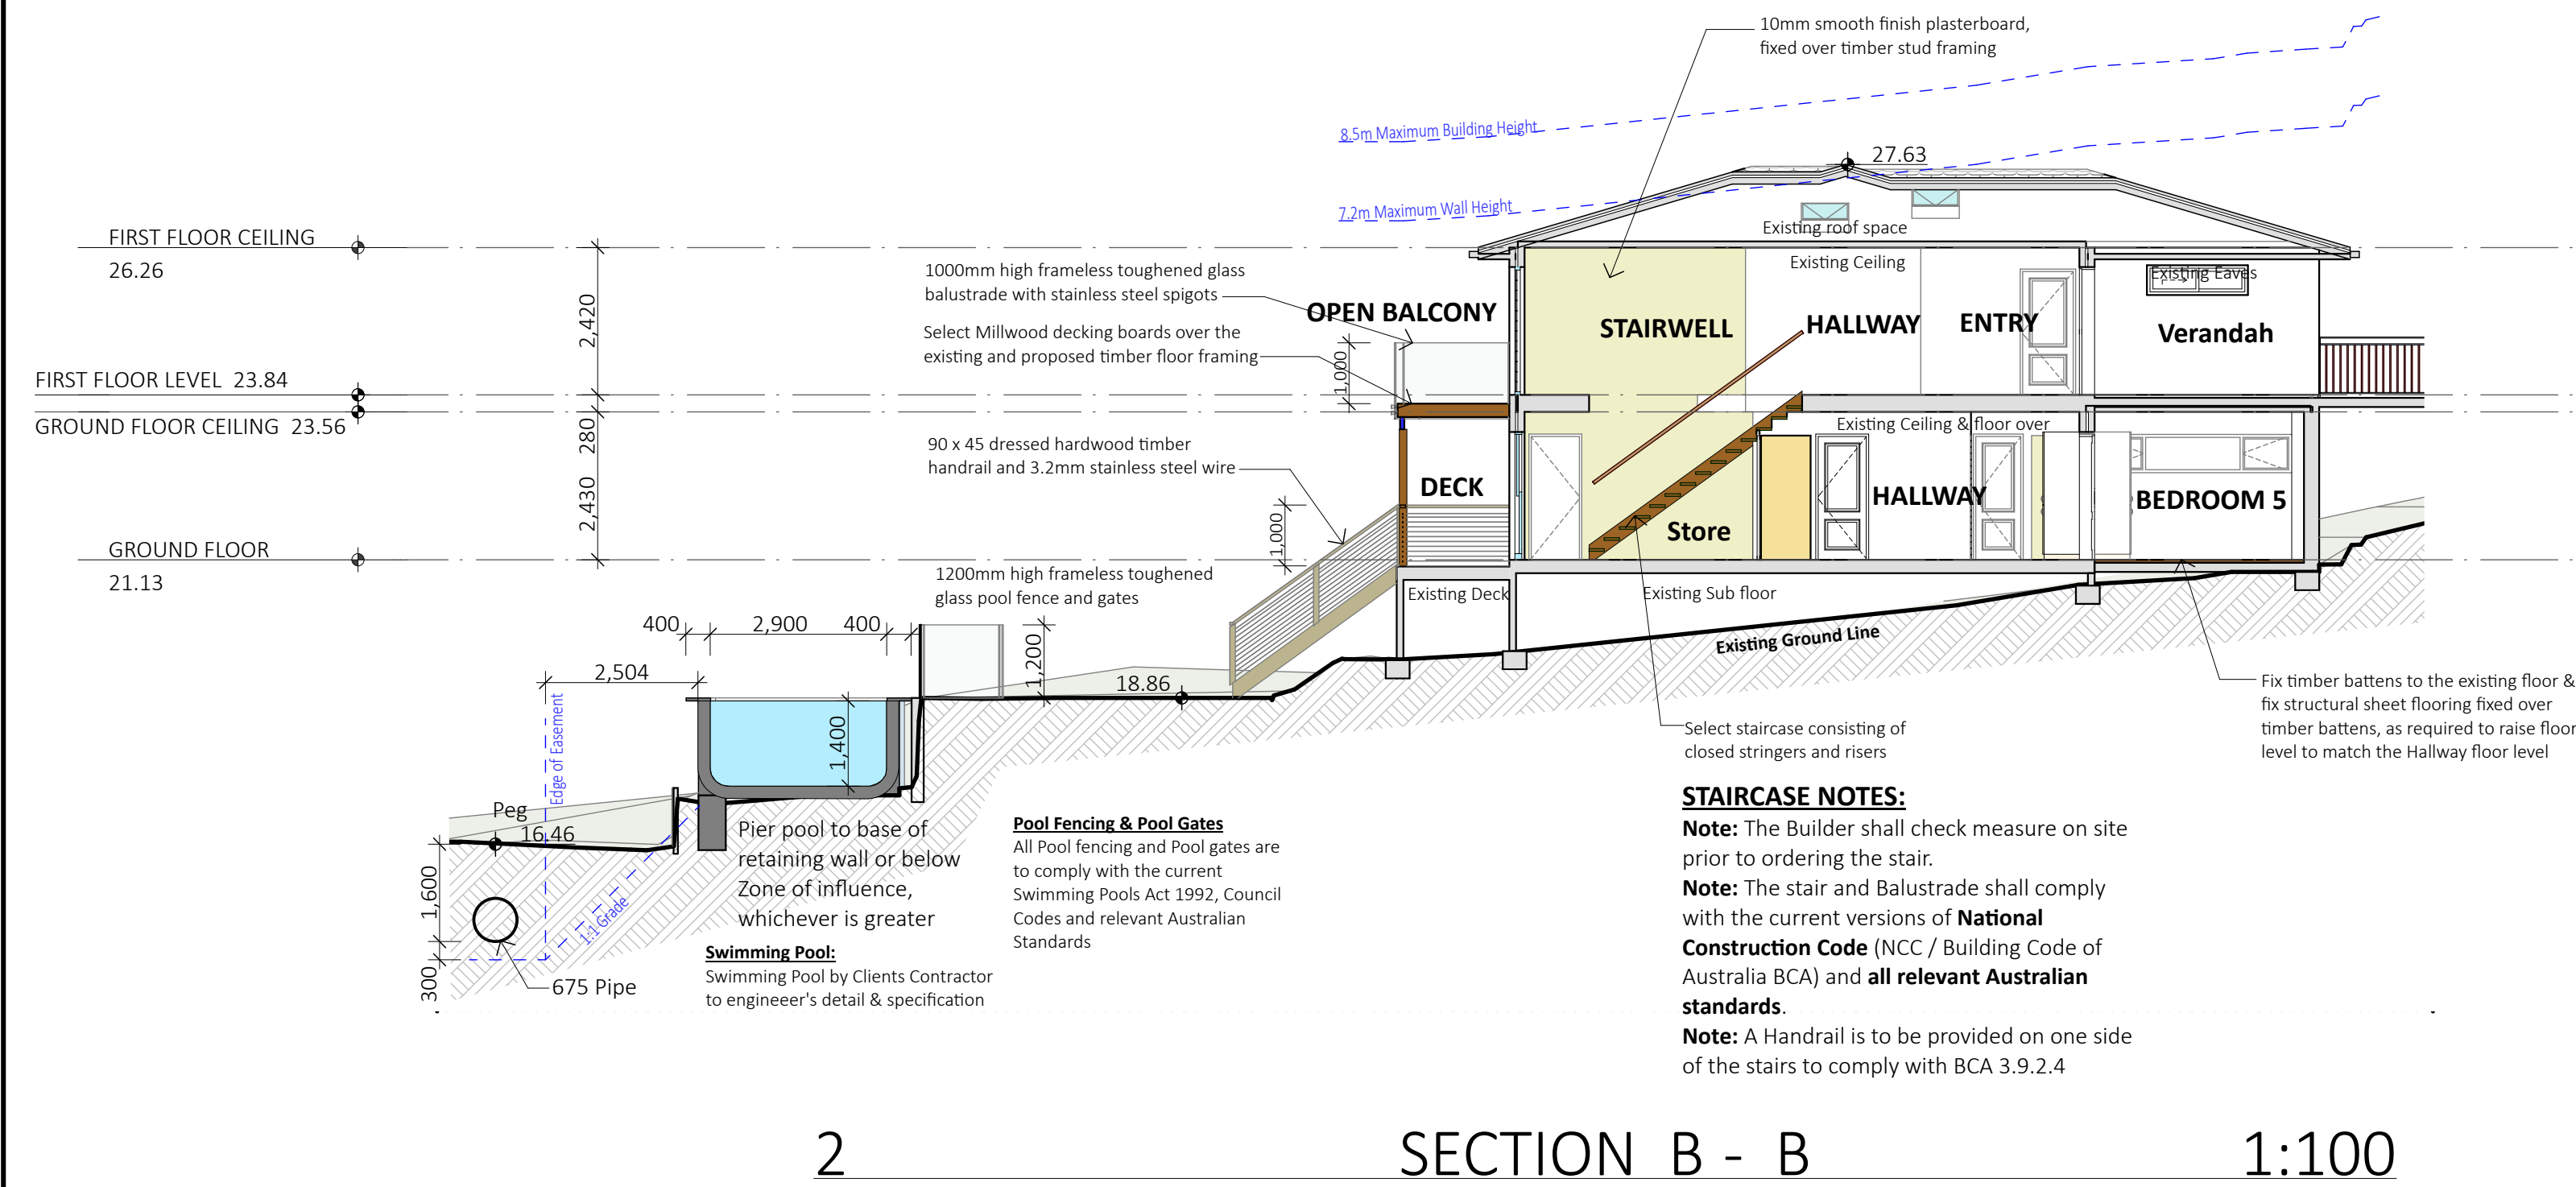 10mm smooth finish plasterboard,
fixed over timber stud framing
8.5m Maximum Building Height
27.63
7.2m Maximum Wall Height
Existing roof space
FIRST FLOOR CEILING
26.26
Existing Ceiling
Existing Eaves
1000mm high frameless toughened glass
balustrade with stainless steel spigots
OPEN BALCONY
STAIRWELL
HALLWAY
ENTRY
Verandah
2,420
Select Millwood decking boards over the
existing and proposed timber floor framing
1,000
FIRST FLOOR LEVEL 23.84
GROUND FLOOR CEILING 23.56
280
Existing Ceiling & floor over
90 x 45 dressed hardwood timber
handrail and 3.2mm stainless steel wire
DECK
HALLWAY
BEDROOM 5
2,430
1,000
Store
GROUND FLOOR
21.13
1200mm high frameless toughened
glass pool fence and gates
Existing Deck
Existing Sub floor
400
2,900
400
1,200
Existing Ground Line
2,504
18.86
Edge of Easement
1,400
Fix timber battens to the existing floor &
fix structural sheet flooring fixed over
timber battens, as required to raise floor
level to match the Hallway floor level
Select staircase consisting of
closed stringers and risers
Peg
16.46
1,600
300
1:1 Grade
675 Pipe
Pier pool to base of
retaining wall or below
Zone of influence,
whichever is greater
Swimming Pool:
Swimming Pool by Clients Contractor
to engineeer's detail & specification
Pool Fencing & Pool Gates
All Pool fencing and Pool gates are
to comply with the current
Swimming Pools Act 1992, Council
Codes and relevant Australian
Standards
STAIRCASE NOTES:
Note: The Builder shall check measure on site
prior to ordering the stair.
Note: The stair and Balustrade shall comply
with the current versions of National
Construction Code (NCC / Building Code of
Australia BCA) and all relevant Australian
standards.
Note: A Handrail is to be provided on one side
of the stairs to comply with BCA 3.9.2.4
2
SECTION B - B
1:100